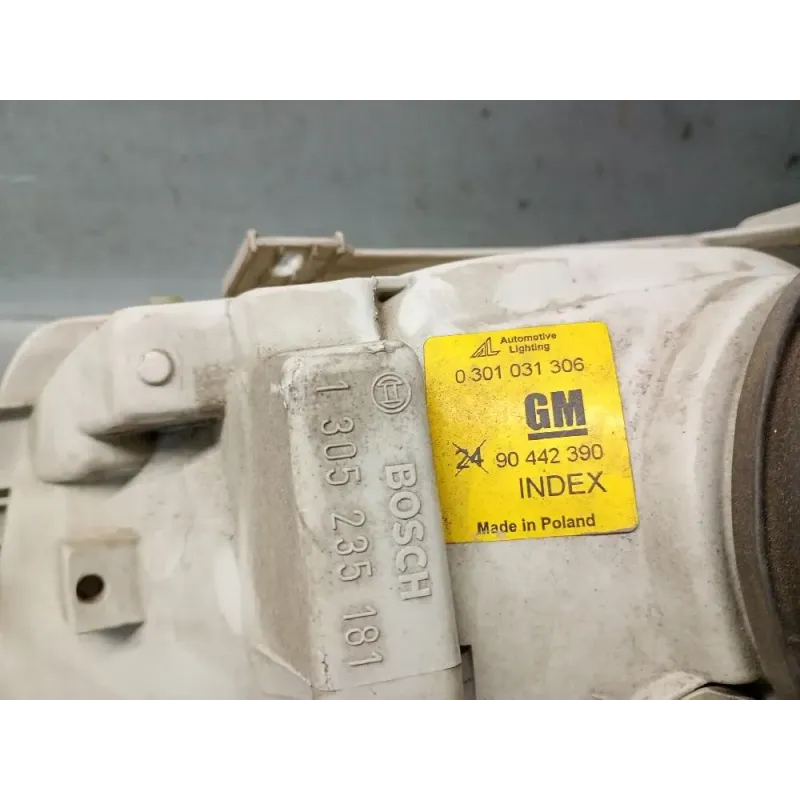 Automotive
Lighting
0 301 031 306
GM
24 90 442 390
INDEX
Made in Poland
BOSCH
1 305 235 181